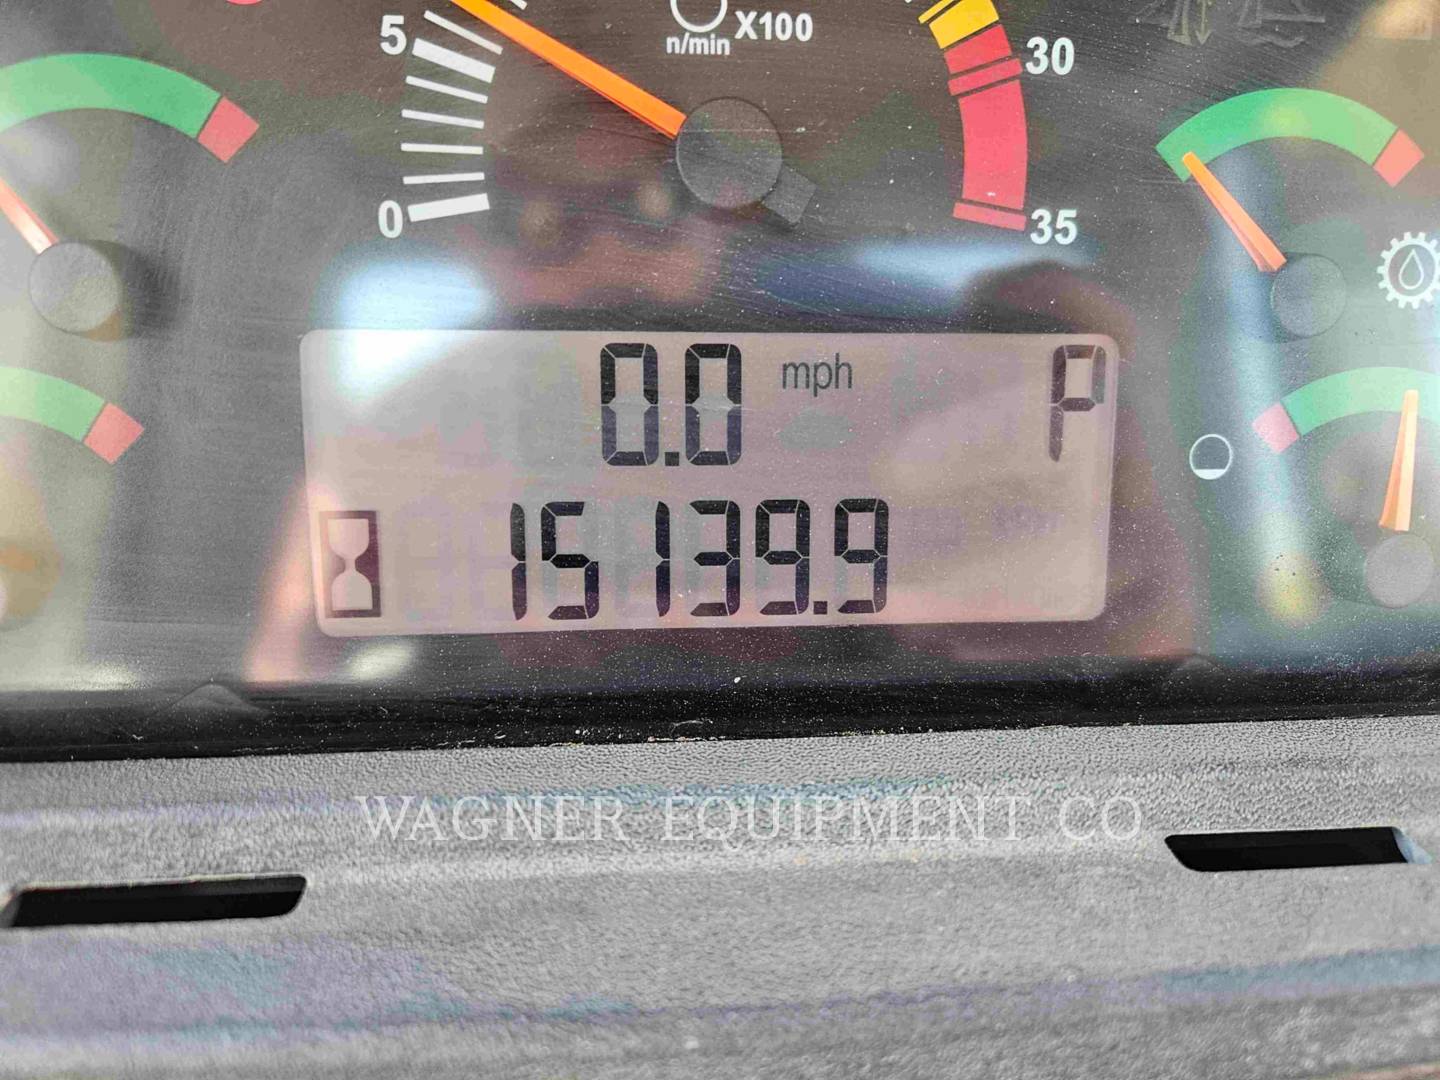 5
n/min X100
30
0
35
0.0 mph P
15139.9
WAGNER EQUIPMENT CO